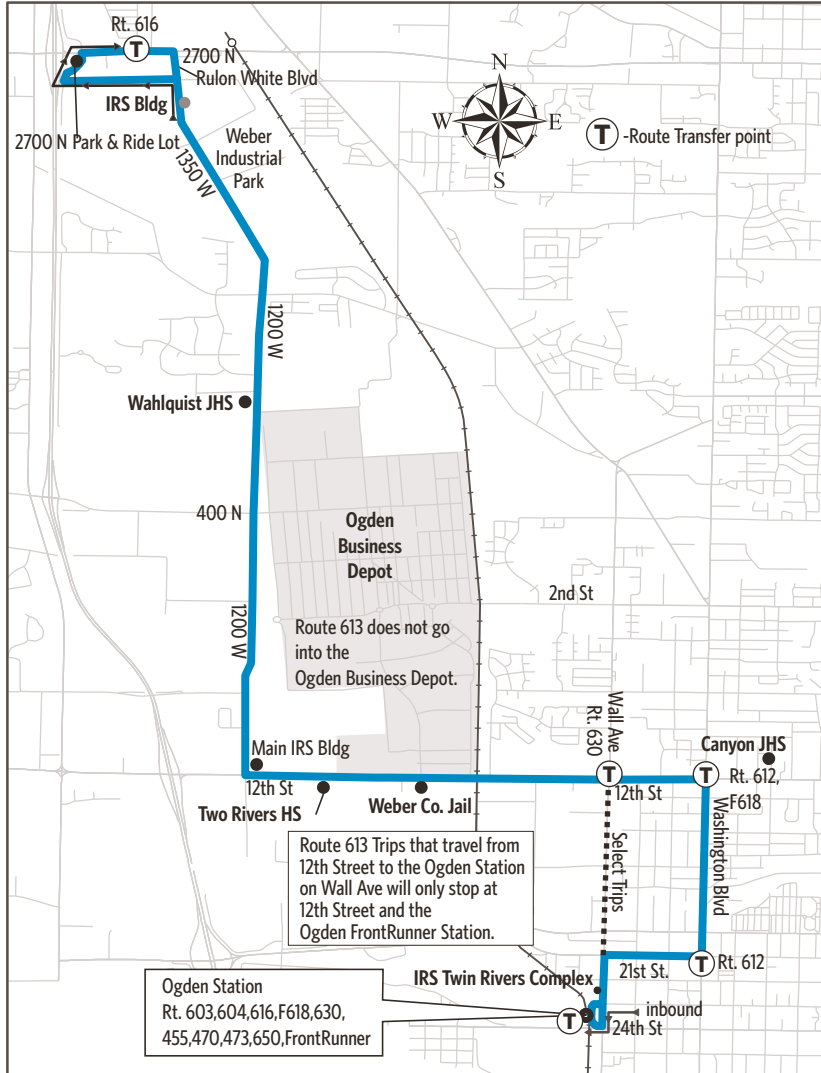 Rt. 616
T
2700 N
Rulon White Blvd
IRS Bldg
2700 N Park & Ride Lot
1350 W
Weber
Industrial
Park
N
W
E
S
T
-Route Transfer point
1200 W
Wahlquist JHS
400 N
Ogden
Business
Depot
2nd St
1200 W
Route 613 does not go
into the
Ogden Business Depot.
Wall Ave
Rt. 630
Canyon JHS
Main IRS Bldg
T
T
Rt. 612,
F618
12th St
12th St
Two Rivers HS
Weber Co. Jail
Washington Blvd
Select Trips
Route 613 Trips that travel from
12th Street to the Ogden Station
on Wall Ave will only stop at
12th Street and the
Ogden FrontRunner Station.
T
Rt. 612
21st St.
IRS Twin Rivers Complex
Ogden Station
Rt. 603,604,616,F618,630,
455,470,473,650,FrontRunner
T
inbound
24th St